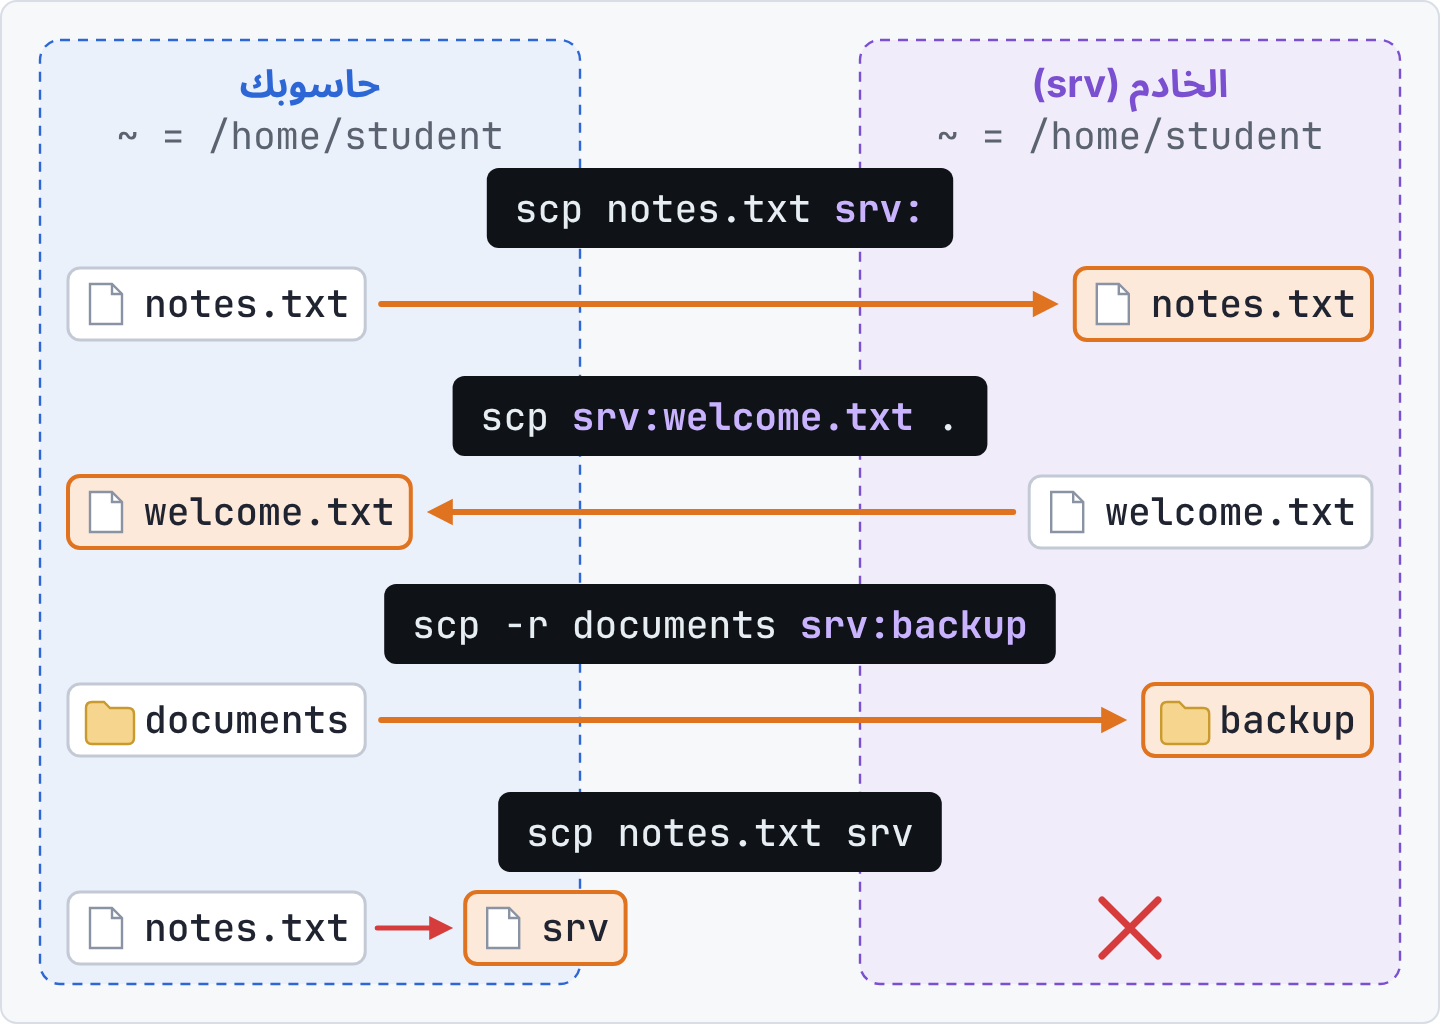 حاسوبك
~ = /home/student
الخادم (srv)
~ = /home/student
scp notes.txt srv:
notes.txt
notes.txt
scp srv:welcome.txt .
welcome.txt
welcome.txt
scp -r documents srv:backup
documents
backup
scp notes.txt srv
notes.txt
srv